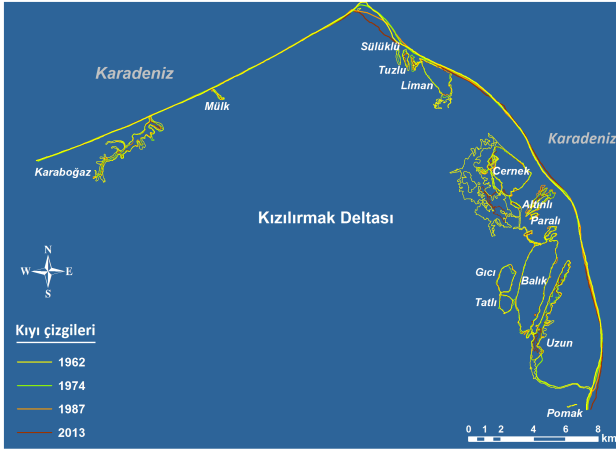 Karadeniz
Sülüklü
Tuzlu
Liman
Mülk
Karadeniz
Karaboğaz
Cernek
Altınlı
Paralı
Kızılırmak Deltası
N
W E
S
Gıcı
Balık
Tatlı
Uzun
Kıyı çizgileri
1962
1974
1987
2013
Pomak
0 1 2 4 6 8
km